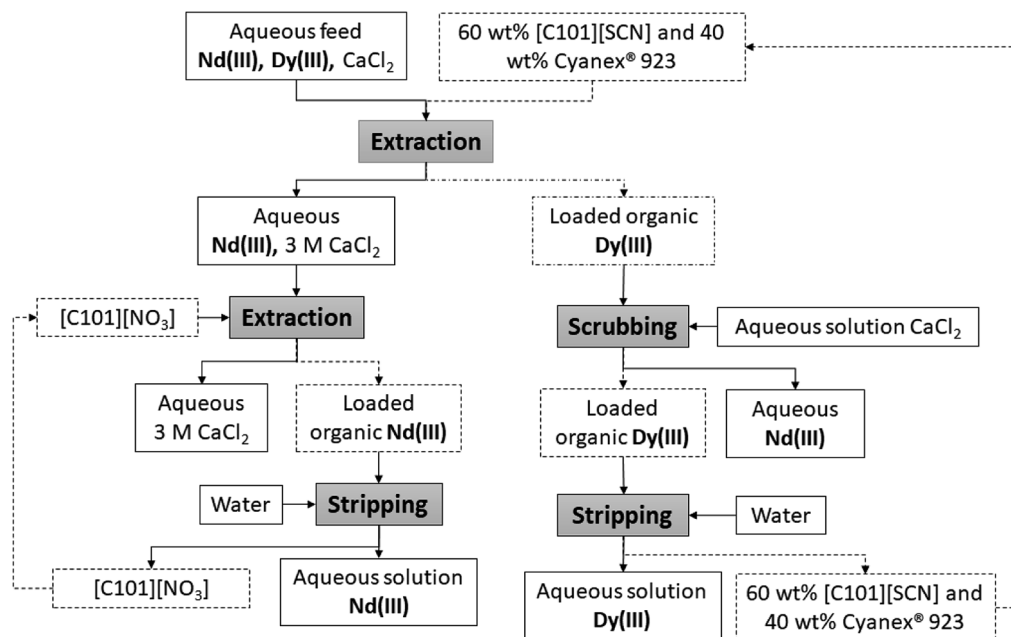 Aqueous feed
Nd(III), Dy(III), CaCl₂
60 wt% [C101][SCN] and 40
wt% Cyanex® 923
Extraction
Aqueous
Nd(III), 3 M CaCl₂
Loaded organic
Dy(III)
[C101][NO₃]
Extraction
Scrubbing
Aqueous solution CaCl₂
Aqueous
3 M CaCl₂
Loaded
organic Nd(III)
Loaded
organic Dy(III)
Aqueous
Nd(III)
Water
Stripping
Stripping
Water
[C101][NO₃]
Aqueous solution
Nd(III)
Aqueous solution
Dy(III)
60 wt% [C101][SCN] and
40 wt% Cyanex® 923